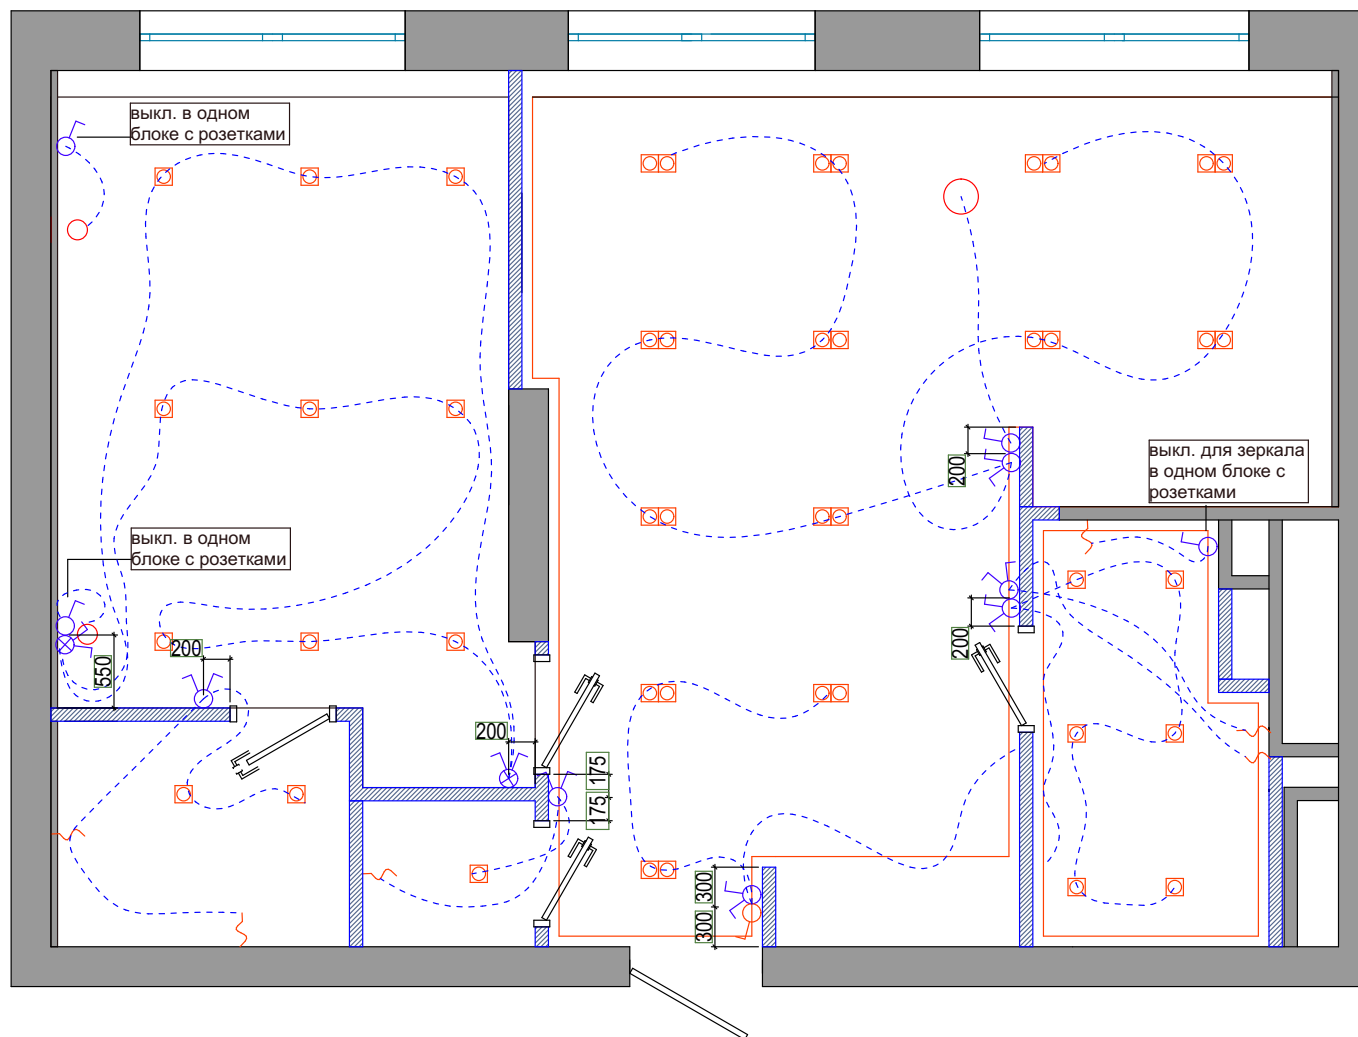 выкл. в одном
блоке с розетками
выкл. для зеркала
в одном блоке с
розетками
200
выкл. в одном
блоке с розетками
200
200
550
200
175
175
300
300